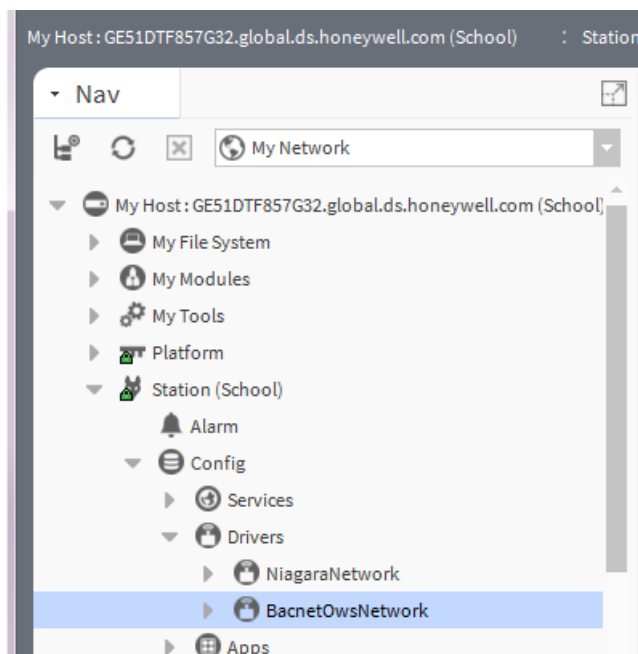 My Host : GE51DTF857G32.global.ds.honeywell.com (School) : Station
Nav
My Network
My Host : GE51DTF857G32.global.ds.honeywell.com (School)
My File System
My Modules
My Tools
Platform
Station (School)
Alarm
Config
Services
Drivers
NiagaraNetwork
BacnetOwsNetwork
Apps